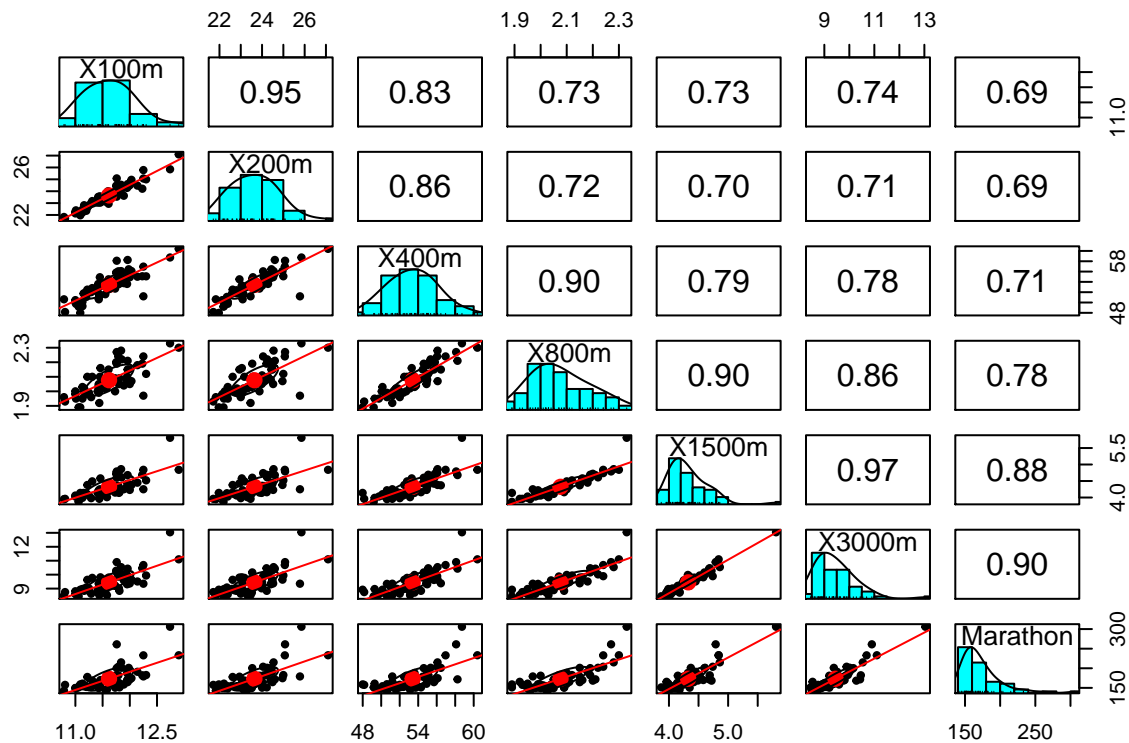 22 24 26 1.9 2.1 2.3 9 11 13
X100m 0.95 0.83 0.73 0.73 0.74 0.69 11.0
22 26 X200m 0.86 0.72 0.70 0.71 0.69
X400m 0.90 0.79 0.78 0.71 48 58
1.9 2.3 X800m 0.90 0.86 0.78
X1500m 0.97 0.88 4.0 5.5
9 12 X3000m 0.90
Marathon 150 300
11.0 12.5 48 54 60 4.0 5.0 150 250